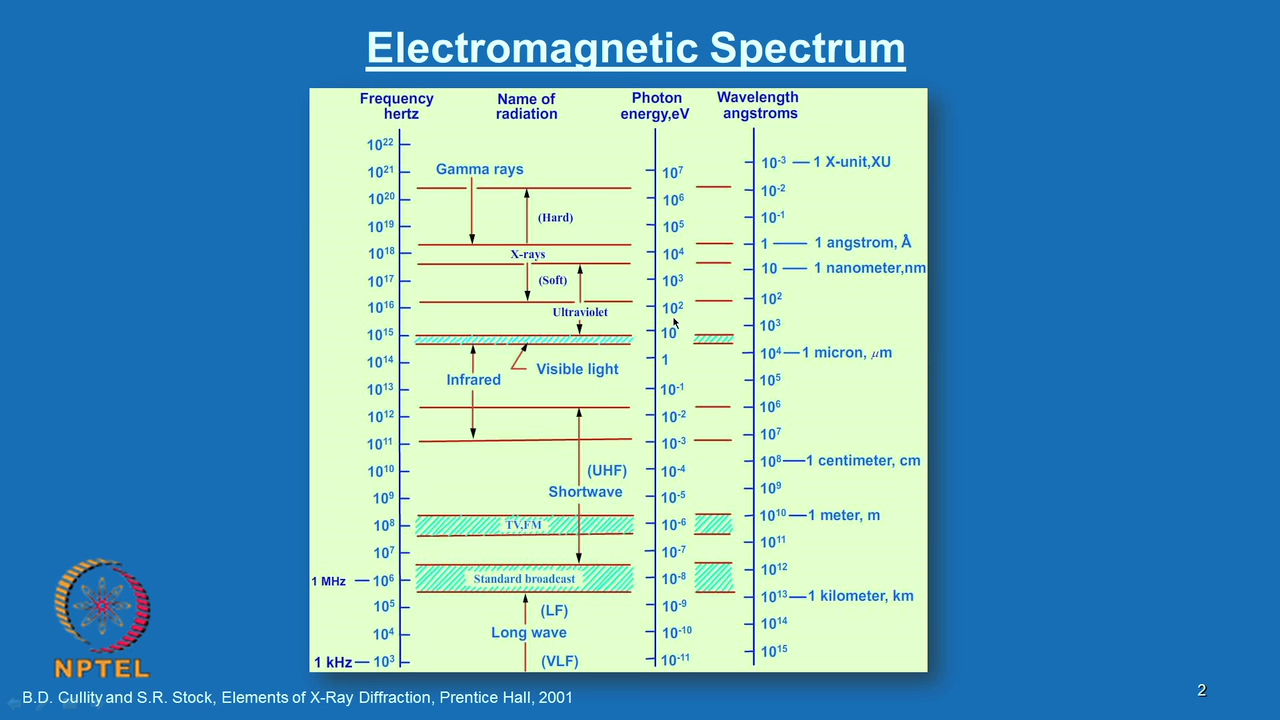 Electromagnetic Spectrum
Frequency hertz
Name of radiation
Photon energy,eV
Wavelength angstroms
10²²
10²¹
10²⁰
10¹⁹
10¹⁸
10¹⁷
10¹⁶
10¹⁵
10¹⁴
10¹³
10¹²
10¹¹
10¹⁰
10⁹
10⁸
10⁷
1 MHz 10⁶
10⁵
10⁴
1 kHz 10³
Gamma rays
(Hard)
X-rays
(Soft)
Ultraviolet
Visible light
Infrared
(UHF)
Shortwave
TV,FM
Standard broadcast
(LF)
Long wave
(VLF)
10⁷
10⁶
10⁵
10⁴
10³
10²
10
1
10⁻¹
10⁻²
10⁻³
10⁻⁴
10⁻⁵
10⁻⁶
10⁻⁷
10⁻⁸
10⁻⁹
10⁻¹⁰
10⁻¹¹
10⁻³ 1 X-unit,XU
10⁻²
10⁻¹
1 1 angstrom, Å
10 1 nanometer,nm
10²
10³
10⁴ 1 micron, µm
10⁵
10⁶
10⁷
10⁸ 1 centimeter, cm
10⁹
10¹⁰ 1 meter, m
10¹¹
10¹²
10¹³ 1 kilometer, km
10¹⁴
10¹⁵
NPTEL
B.D. Cullity and S.R. Stock, Elements of X-Ray Diffraction, Prentice Hall, 2001
2